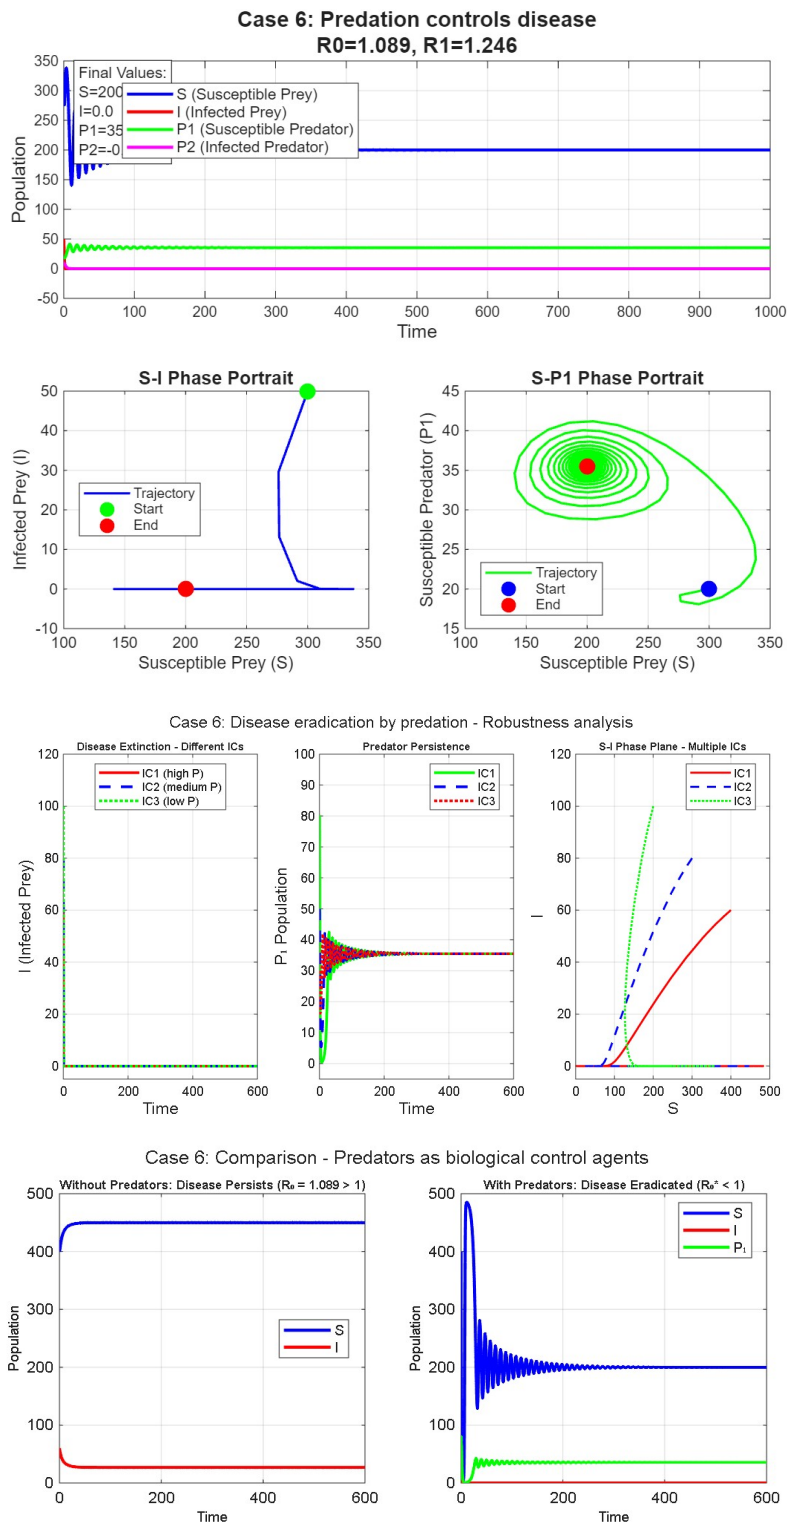 Case 6: Predation controls disease
R0=1.089, R1=1.246
350
300
250
200
150
100
50
0
-50
Population
Final Values:
S=200
I=0.0
P1=35
P2=-0
S (Susceptible Prey)
I (Infected Prey)
P1 (Susceptible Predator)
P2 (Infected Predator)
0 100 200 300 400 500 600 700 800 900 1000
Time
S-I Phase Portrait
50
40
30
20
10
0
-10
Infected Prey (I)
Trajectory
Start
End
100 150 200 250 300 350
Susceptible Prey (S)
S-P1 Phase Portrait
45
40
35
30
25
20
15
Susceptible Predator (P1)
Trajectory
Start
End
100 150 200 250 300 350
Susceptible Prey (S)
Case 6: Disease eradication by predation - Robustness analysis
Disease Extinction - Different ICs
120
100
80
60
40
20
0
I (Infected Prey)
IC1 (high P)
IC2 (medium P)
IC3 (low P)
0 200 400 600
Time
Predator Persistence
100
90
80
70
60
50
40
30
20
10
0
P₁ Population
IC1
IC2
IC3
0 200 400 600
Time
S-I Phase Plane - Multiple ICs
120
100
80
60
40
20
0
I
IC1
IC2
IC3
0 100 200 300 400 500
S
Case 6: Comparison - Predators as biological control agents
Without Predators: Disease Persists (R₀ = 1.089 > 1)
500
400
300
200
100
0
Population
S
I
0 200 400 600
Time
With Predators: Disease Eradicated (R₀* < 1)
500
400
300
200
100
0
Population
S
I
P₁
0 200 400 600
Time